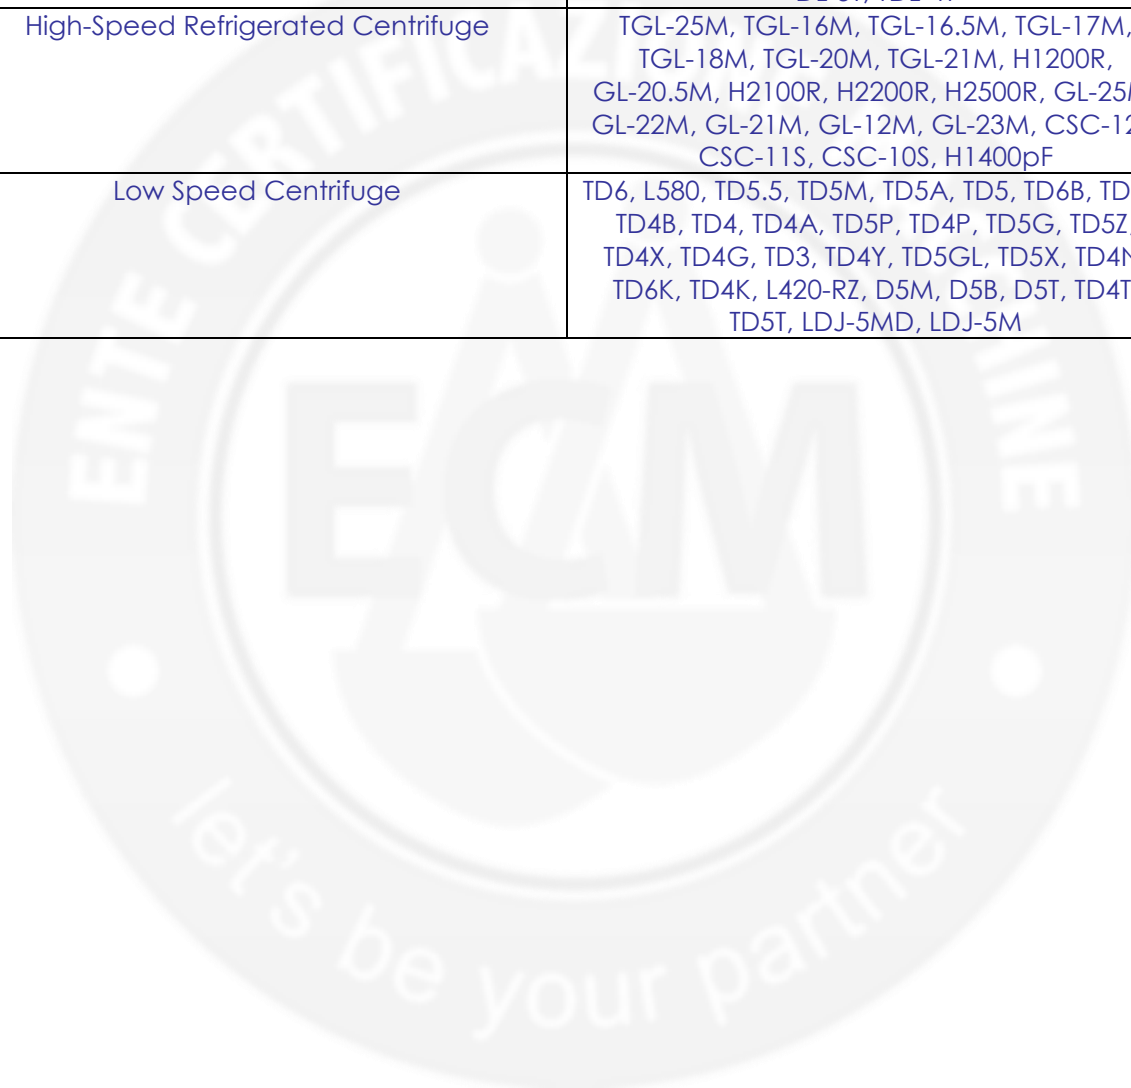 High-Speed Refrigerated Centrifuge
TGL-25M, TGL-16M, TGL-16.5M, TGL-17M,
TGL-18M, TGL-20M, TGL-21M, H1200R,
GL-20.5M, H2100R, H2200R, H2500R,
GL-22M, GL-21M, GL-12M, GL-23M,
CSC-11S, CSC-10S, H1400pF
Low Speed Centrifuge
TD6, L580, TD5.5, TD5M, TD5A, TD5, TD6B,
TD4B, TD4, TD4A, TD5P, TD4P, TD5G, TD5Z,
TD4X, TD4G, TD3, TD4Y, TD5GL, TD5X,
TD6K, TD4K, L420-RZ, D5M, D5B, D5T, TD4T
TD5T, LDJ-5MD, LDJ-5M
ENTE
ECM
let's be your partner